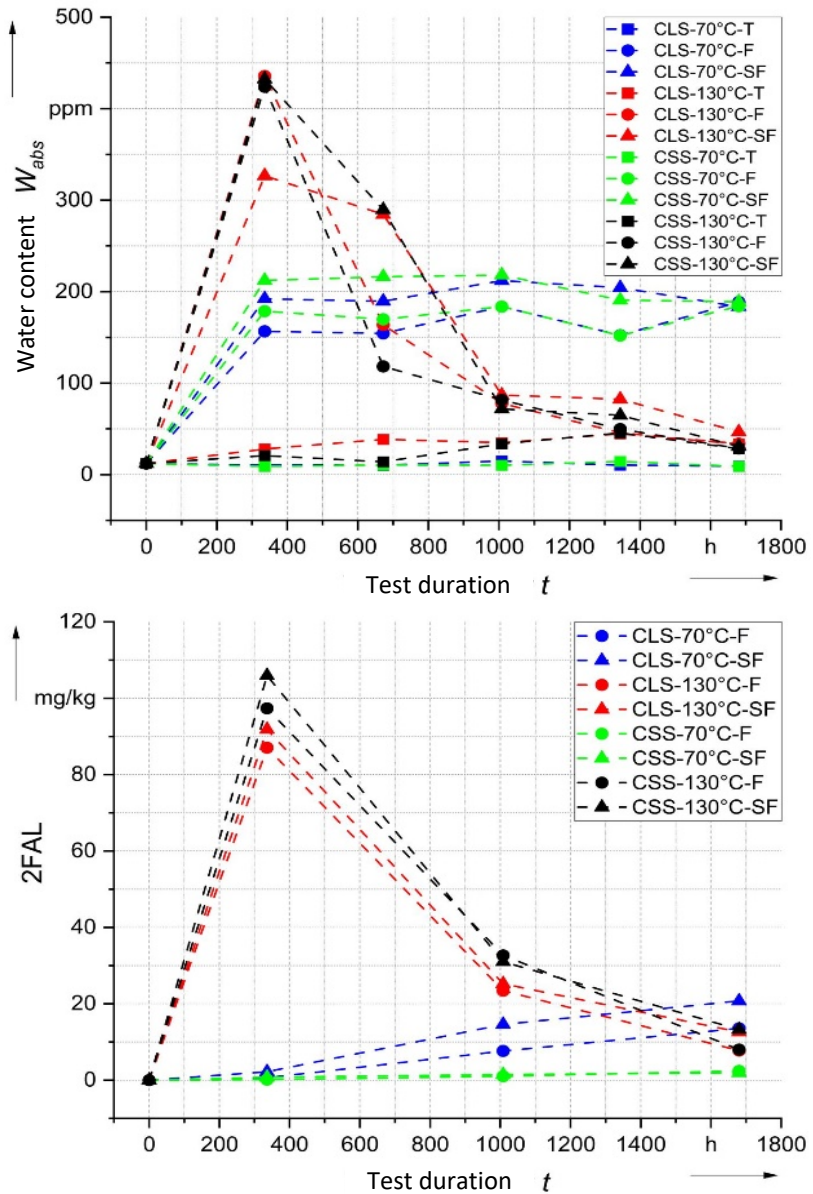 500
ppm
300
200
100
0
Water content W_abs
CLS-70°C-T
CLS-70°C-F
CLS-70°C-SF
CLS-130°C-T
CLS-130°C-F
CLS-130°C-SF
CSS-70°C-T
CSS-70°C-F
CSS-70°C-SF
CSS-130°C-T
CSS-130°C-F
CSS-130°C-SF
0 200 400 600 800 1000 1200 1400 h 1800
Test duration t
120
mg/kg
80
60
40
20
0
2FAL
CLS-70°C-F
CLS-70°C-SF
CLS-130°C-F
CLS-130°C-SF
CSS-70°C-F
CSS-70°C-SF
CSS-130°C-F
CSS-130°C-SF
0 200 400 600 800 1000 1200 1400 h 1800
Test duration t